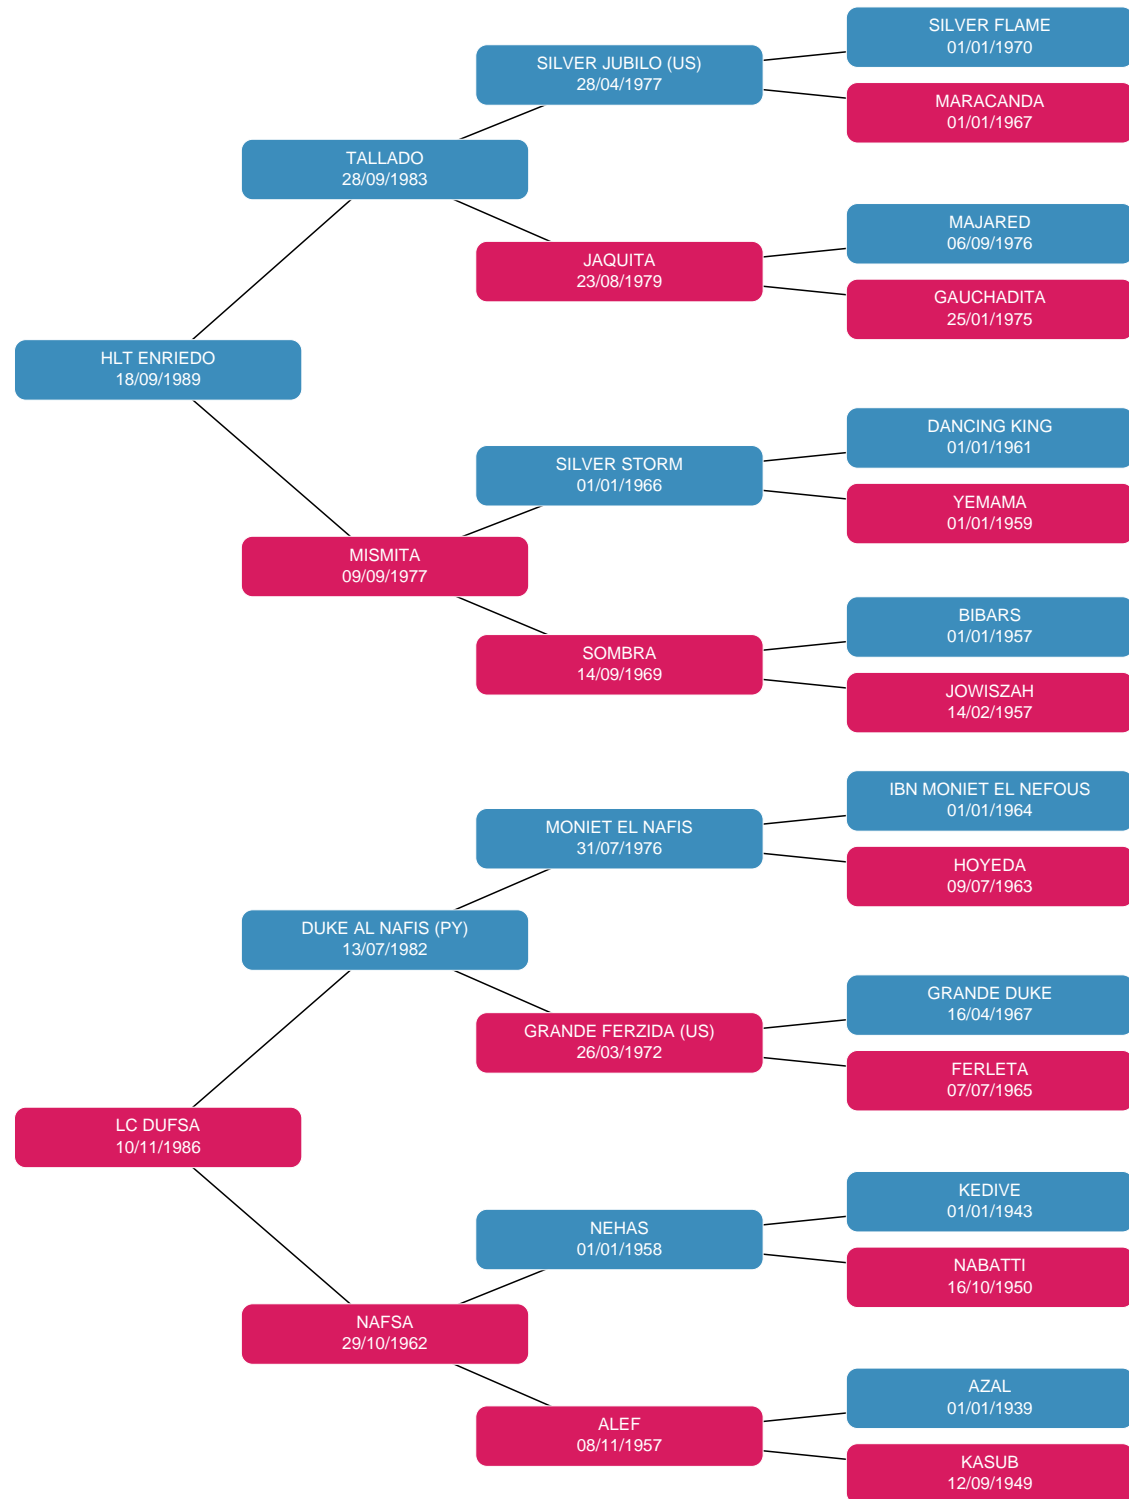 SILVER FLAME
01/01/1970
SILVER JUBILO (US)
28/04/1977
MARACANDA
01/01/1967
TALLADO
28/09/1983
MAJARED
06/09/1976
JAQUITA
23/08/1979
GAUCHADITA
25/01/1975
HLT ENRIEDO
18/09/1989
DANCING KING
01/01/1961
SILVER STORM
01/01/1966
YEMAMA
01/01/1959
MISMITA
09/09/1977
BIBARS
01/01/1957
SOMBRA
14/09/1969
JOWISZAH
14/02/1957
IBN MONIET EL NEFOUS
01/01/1964
MONIET EL NAFIS
31/07/1976
HOYEDA
09/07/1963
DUKE AL NAFIS (PY)
13/07/1982
GRANDE DUKE
16/04/1967
GRANDE FERZIDA (US)
26/03/1972
FERLETA
07/07/1965
LC DUFSA
10/11/1986
KEDIVE
01/01/1943
NEHAS
01/01/1958
NABATTI
16/10/1950
NAFSA
29/10/1962
AZAL
01/01/1939
ALEF
08/11/1957
KASUB
12/09/1949